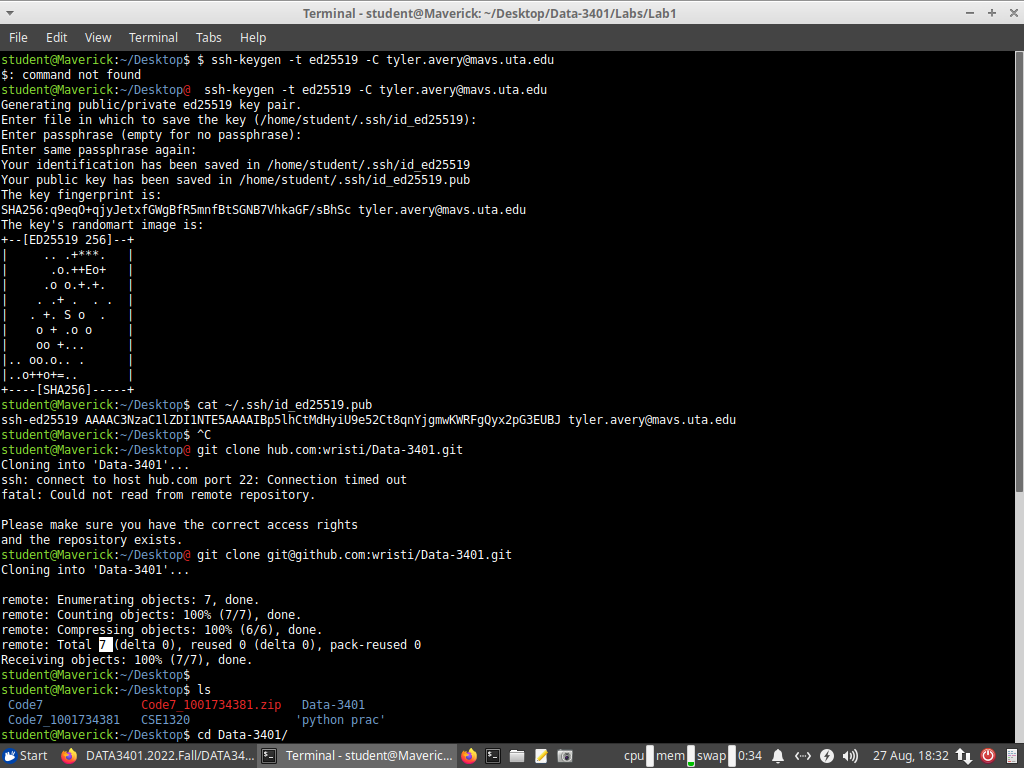 Terminal - student@Maverick: ~/Desktop/Data-3401/Labs/Lab1
File Edit View Terminal Tabs Help
student@Maverick:~/Desktop$ $ ssh-keygen -t ed25519 -C tyler.avery@mavs.uta.edu
$: command not found
student@Maverick:~/Desktop@  ssh-keygen -t ed25519 -C tyler.avery@mavs.uta.edu
Generating public/private ed25519 key pair.
Enter file in which to save the key (/home/student/.ssh/id_ed25519):
Enter passphrase (empty for no passphrase):
Enter same passphrase again:
Your identification has been saved in /home/student/.ssh/id_ed25519
Your public key has been saved in /home/student/.ssh/id_ed25519.pub
The key fingerprint is:
SHA256:q9eqO+qjyJetxfGWgBfR5mnfBtSGNB7VhkaGF/sBhSc tyler.avery@mavs.uta.edu
The key's randomart image is:
+--[ED25519 256]--+
|     .. .+***.   |
|      .o.++Eo+   |
|     .o o.+.+.   |
|    . .+ .  . .  |
|   . +. S o  .   |
|    o + .o o     |
|    oo +...      |
|.. oo.o.. .      |
|..o++o+=..       |
+----[SHA256]-----+
student@Maverick:~/Desktop$ cat ~/.ssh/id_ed25519.pub
ssh-ed25519 AAAAC3NzaC1lZDI1NTE5AAAAIBp5lhCtMdHyiU9e52Ct8qnYjgmwKWRFgQyx2pG3EUBJ tyler.avery@mavs.uta.edu
student@Maverick:~/Desktop$ ^C
student@Maverick:~/Desktop@ git clone hub.com:wristi/Data-3401.git
Cloning into 'Data-3401'...
ssh: connect to host hub.com port 22: Connection timed out
fatal: Could not read from remote repository.
Please make sure you have the correct access rights
and the repository exists.
student@Maverick:~/Desktop@ git clone git@github.com:wristi/Data-3401.git
Cloning into 'Data-3401'...
remote: Enumerating objects: 7, done.
remote: Counting objects: 100% (7/7), done.
remote: Compressing objects: 100% (6/6), done.
remote: Total 7 (delta 0), reused 0 (delta 0), pack-reused 0
Receiving objects: 100% (7/7), done.
student@Maverick:~/Desktop$
student@Maverick:~/Desktop$ ls
Code7 Code7_1001734381.zip Data-3401
Code7_1001734381 CSE1320 'python prac'
student@Maverick:~/Desktop$ cd Data-3401/
Start DATA3401.2022.Fall/DATA34... Terminal - student@Maveric... cpu mem swap 0:34 27 Aug, 18:32